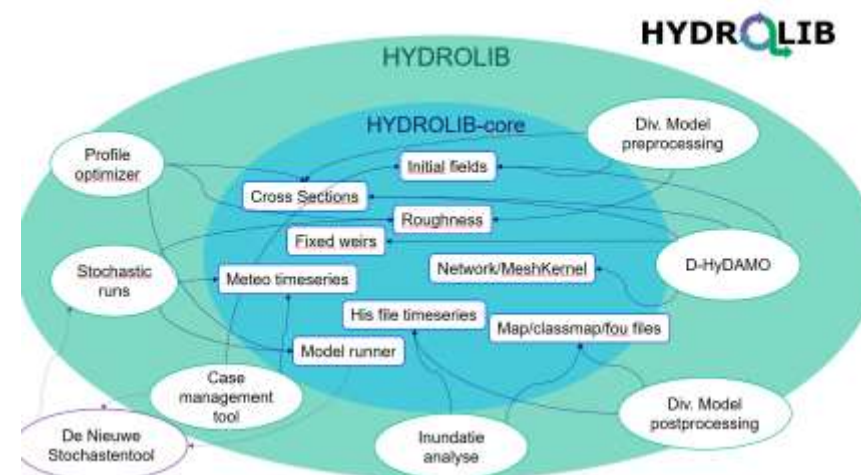 HYDROLIB
HYDROLIB
HYDROLIB-core
Div. Model
preprocessing
Profile
optimizer
Initial fields
Cross Sections
Roughness
Fixed weirs
Stochastic
runs
Meteo timeseries
Network/MeshKernel
D-HyDAMO
His file timeseries
Map/classmap/fou files
Model runner
Case
management
tool
Div. Model
postprocessing
De Nieuwe
Stochastentool
Inundatie
analyse